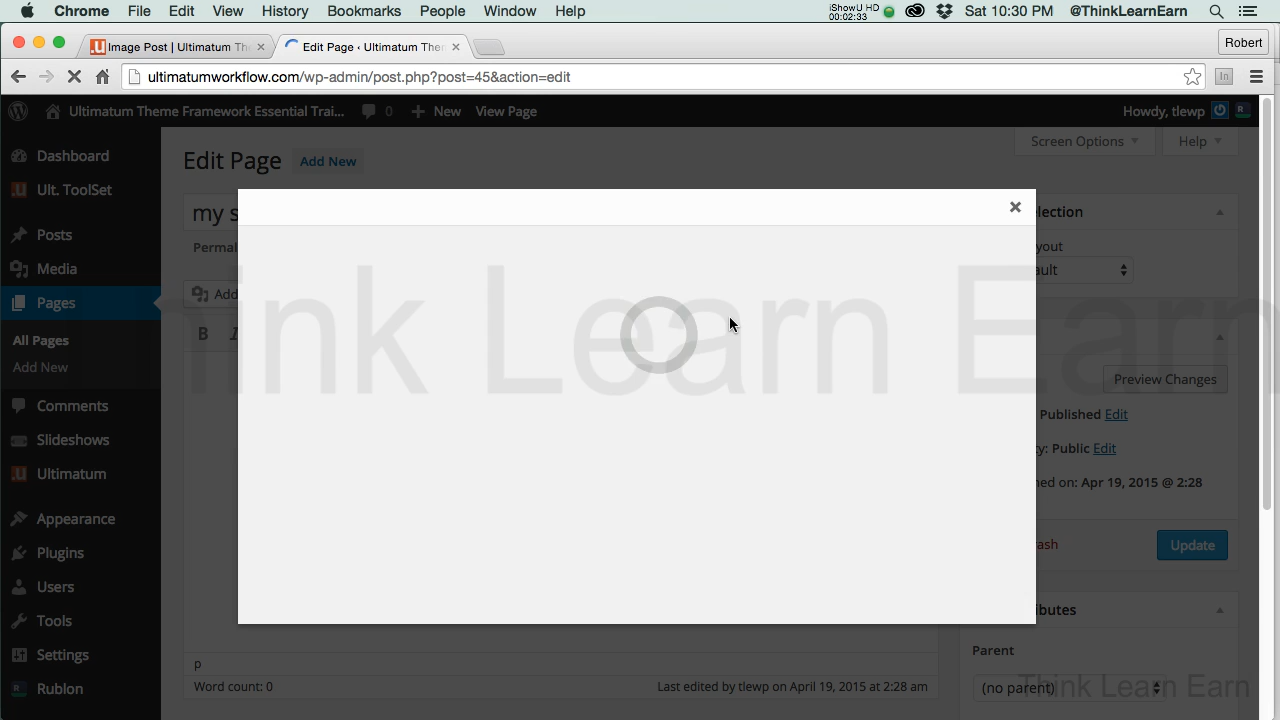 Chrome File Edit View History Bookmarks People Window Help iShowU HD 00:02:33 Sat 10:30 PM @ThinkLearnEarn
Image Post | Ultimatum The × Edit Page ‹ Ultimatum Then × Robert
ultimatumworkflow.com/wp-admin/post.php?post=45&action=edit
Ultimatum Theme Framework Essential Trai... 0 New View Page Howdy, tlewp
Screen Options Help
Edit Page Add New
Dashboard
Ult. ToolSet
Posts
Media
Pages
All Pages
Add New
Comments
Slideshows
Ultimatum
Appearance
Plugins
Users
Tools
Settings
Rublon
my s
Permal
Add
B I
p
Word count: 0 Last edited by tlewp on April 19, 2015 at 2:28 am
Think Learn Earn
lection
yout
ault
Preview Changes
Published Edit
ty: Public Edit
hed on: Apr 19, 2015 @ 2:28
ash Update
ibutes
Parent
(no parent)
Think Learn Earn